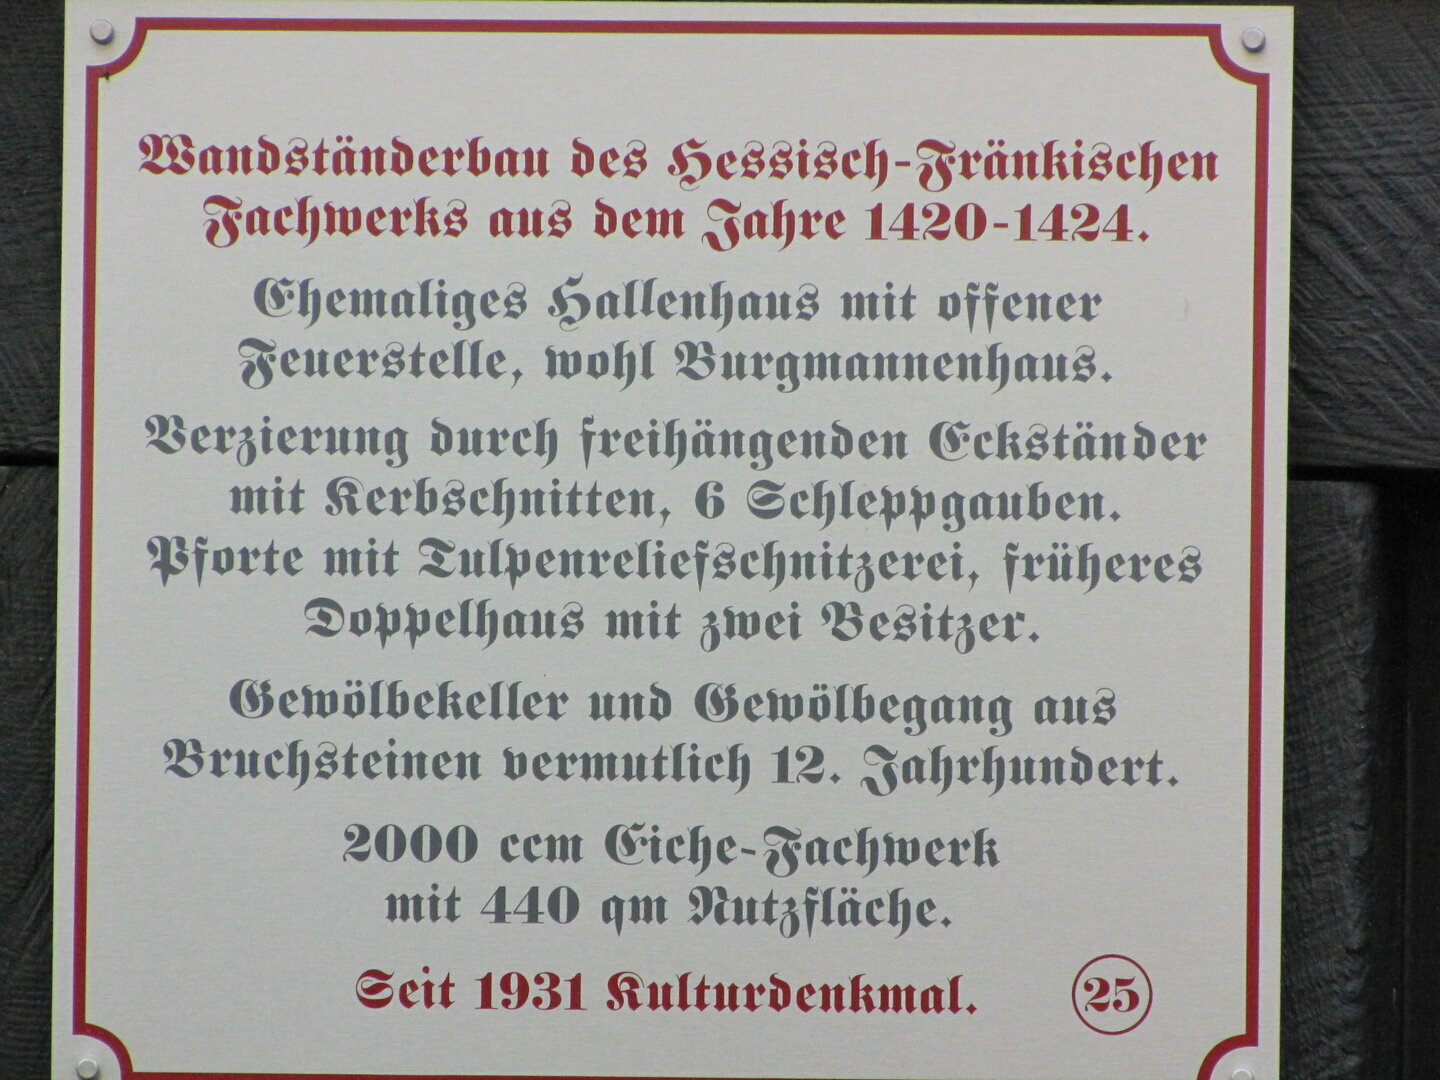 Wandständerbau des Hessisch-Fränkischen
Fachwerks aus dem Jahre 1420-1424.
Ehemaliges Hallenhaus mit offener
Feuerstelle, wohl Burgmannenhaus.
Verzierung durch freihängenden Eckständer
mit Kerbschnitten, 6 Schleppgauben.
Pforte mit Tulpenreliefschnitzerei, früheres
Doppelhaus mit zwei Besitzer.
Gewölbekeller und Gewölbegang aus
Bruchsteinen vermutlich 12. Jahrhundert.
2000 ccm Eiche-Fachwerk
mit 440 qm Nutzfläche.
Seit 1931 Kulturdenkmal.
25